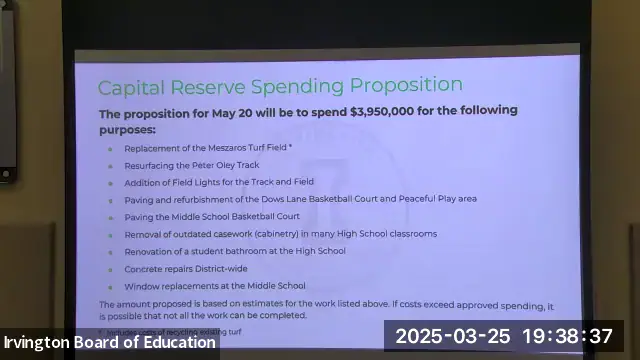 Capital Reserve Spending Proposition
The proposition for May 20 will be to spend $3,950,000 for the following
purposes:
Replacement of the Meszaros Turf Field *
Resurfacing the Peter Oley Track
Addition of Field Lights for the Track and Field
Paving and refurbishment of the Dows Lane Basketball Court and Peaceful Play area
Paving the Middle School Basketball Court
Removal of outdated casework (cabinetry) in many High School classrooms
Renovation of a student bathroom at the High School
Concrete repairs District-wide
Window replacements at the Middle School
The amount proposed is based on estimates for the work listed above. If costs exceed approved spending, it
is possible that not all the work can be completed.
* Includes costs of recycling existing turf
Irvington Board of Education
2025-03-25 19:38:37